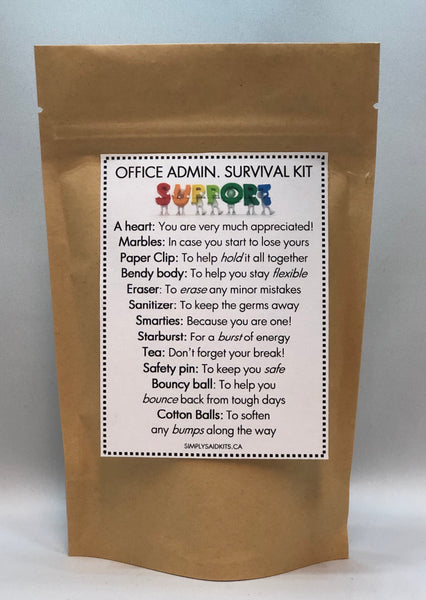 OFFICE ADMIN. SURVIVAL KIT
SUPPORT
A heart: You are very much appreciated!
Marbles: In case you start to lose yours
Paper Clip: To help hold it all together
Bendy body: To help you stay flexible
Eraser: To erase any minor mistakes
Sanitizer: To keep the germs away
Smarties: Because you are one!
Starburst: For a burst of energy
Tea: Don't forget your break!
Safety pin: To keep you safe
Bouncy ball: To help you
bounce back from tough days
Cotton Balls: To soften
any bumps along the way
SIMPLYSAIDKITS.CA